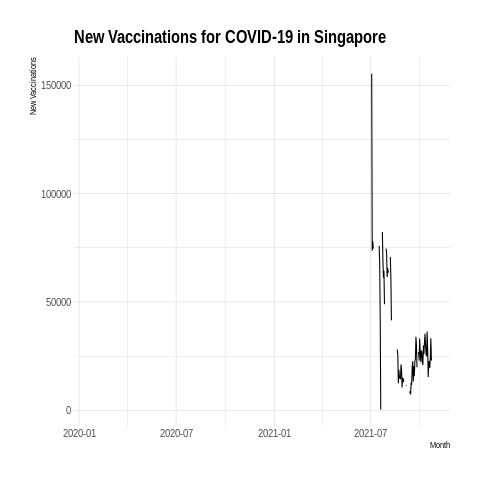 New Vaccinations for COVID-19 in Singapore
New Vaccinations
150000
100000
50000
0
2020-01 2020-07 2021-01 2021-07
Month